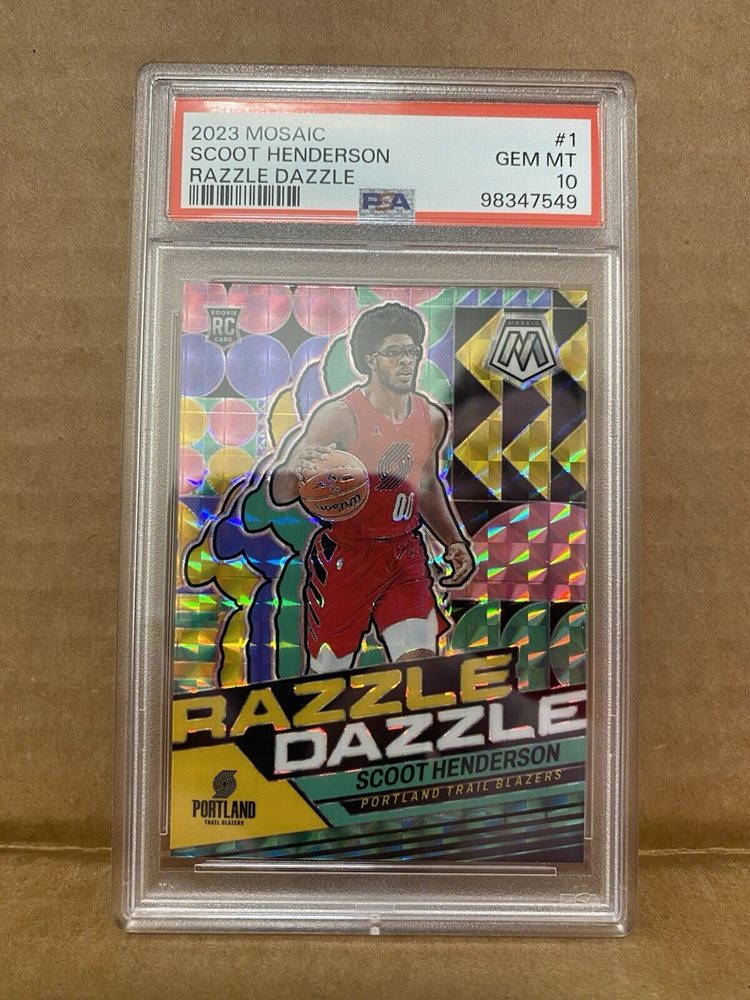 2023 MOSAIC #1
SCOOT HENDERSON GEM MT
RAZZLE DAZZLE 10
PSA 98347549
ROOKIE
RC
CARD
MOSAIC
M
Wilson
00
RAZZLE
DAZZLE
SCOOT HENDERSON
PORTLAND TRAIL BLAZERS
PORTLAND
TRAIL BLAZERS